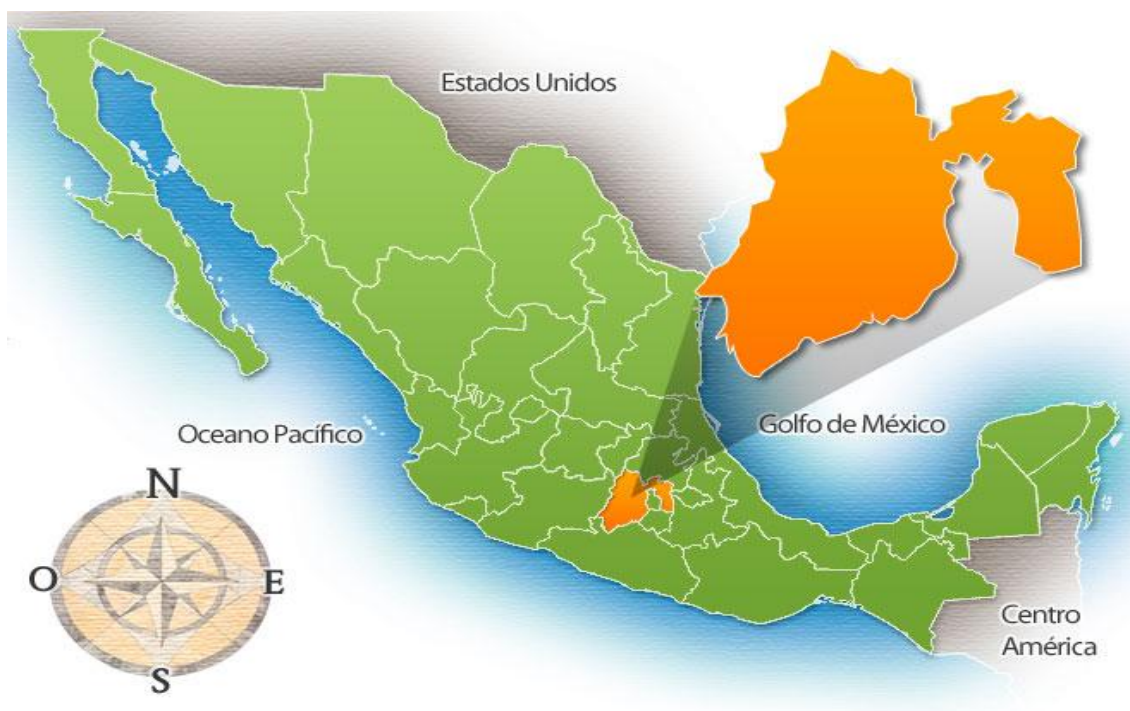 Estados Unidos
Oceano Pacífico
Golfo de México
N
O
E
S
Centro
América